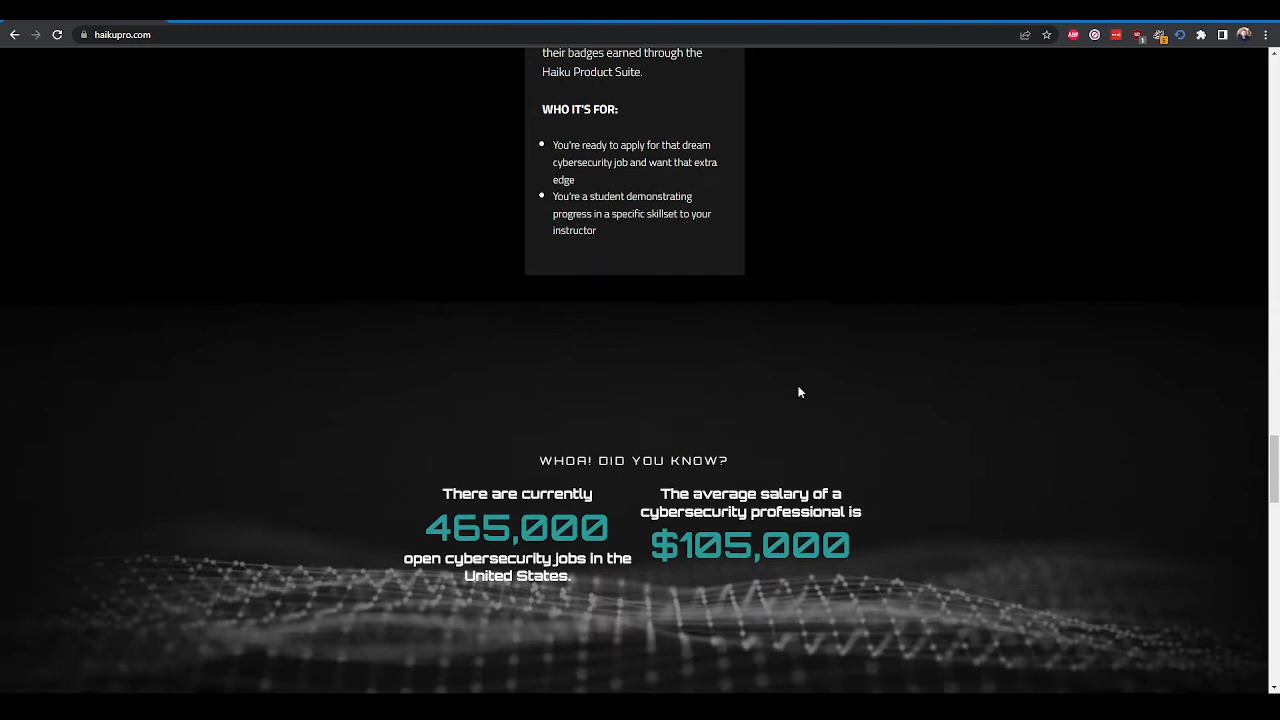 haikupro.com
their badges earned through the
Haiku Product Suite.
WHO IT'S FOR:
You're ready to apply for that dream
cybersecurity job and want that extra
edge
You're a student demonstrating
progress in a specific skillset to your
instructor
WHOA! DID YOU KNOW?
There are currently
465,000
open cybersecurity jobs in the
United States.
The average salary of a
cybersecurity professional is
$105,000